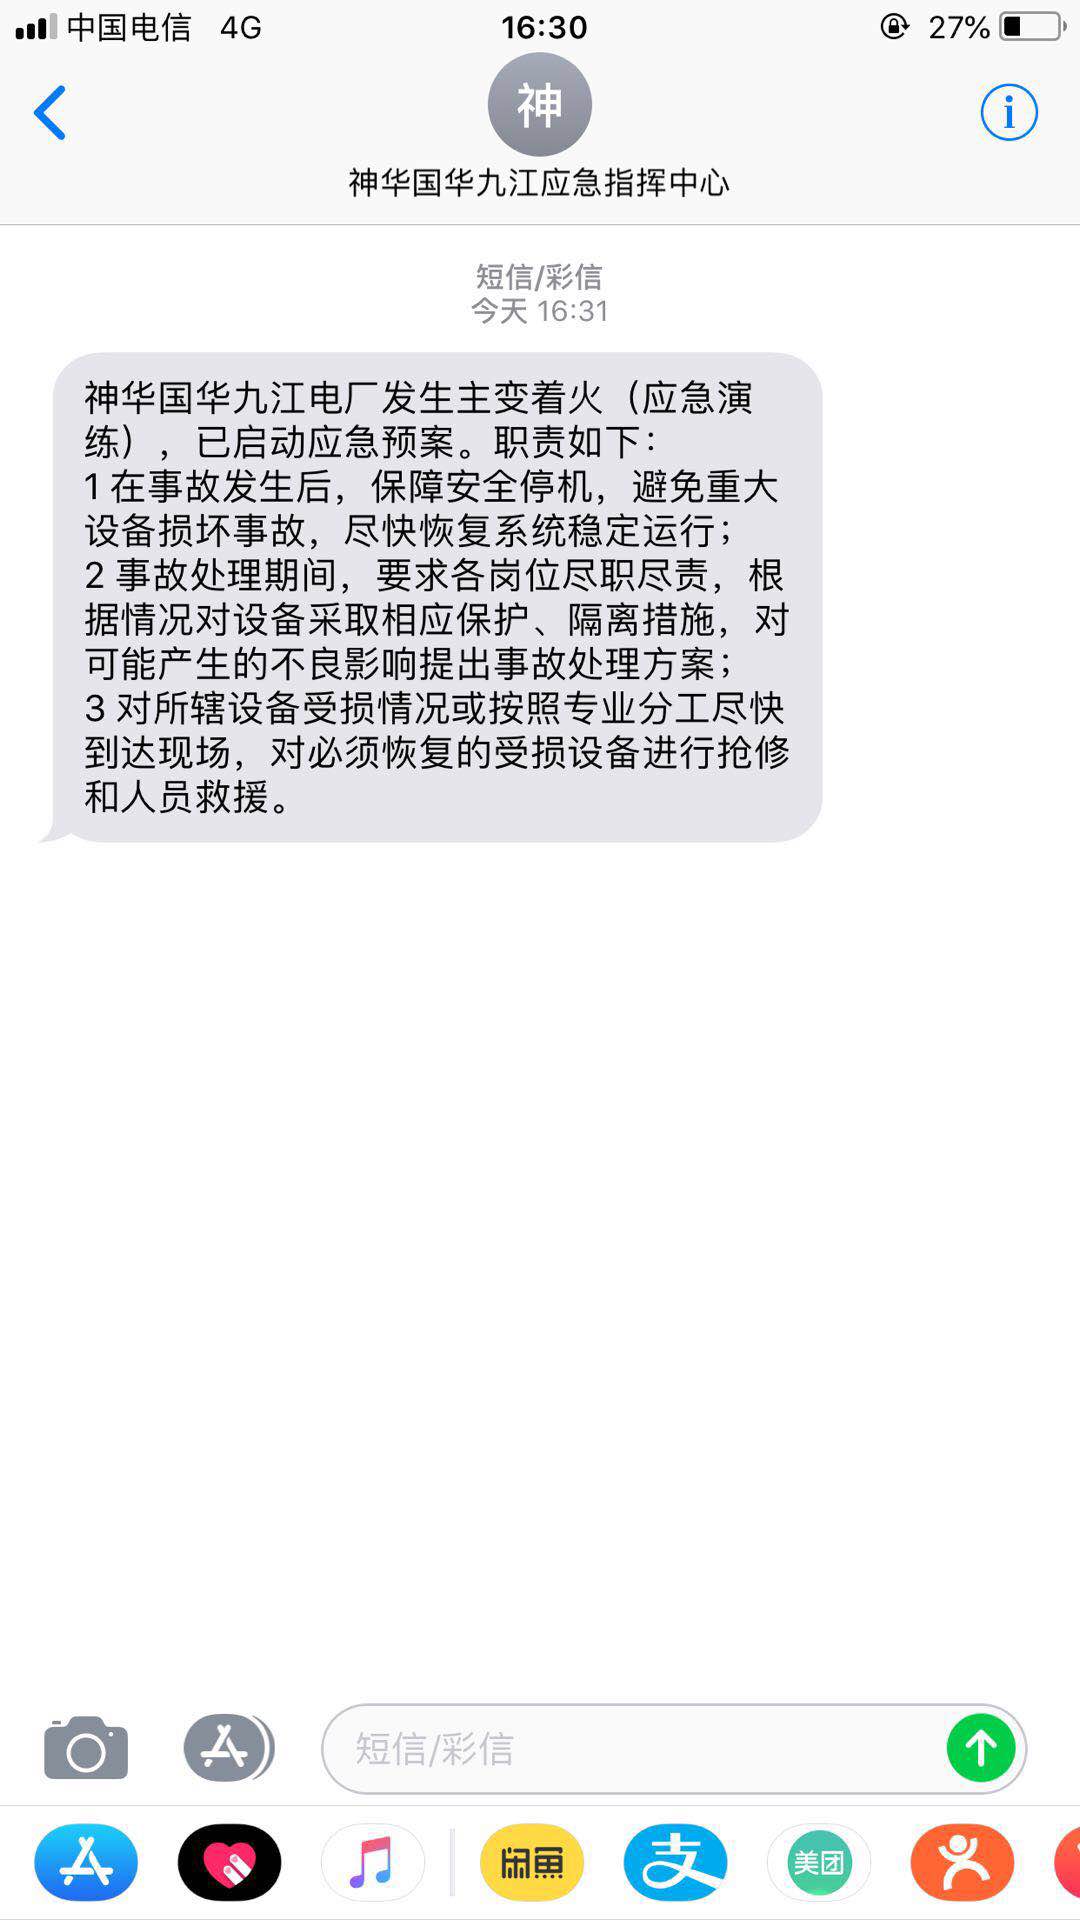 中国电信 4G 16:30 27%
神
神华国华九江应急指挥中心
短信/彩信
今天 16:31
神华国华九江电厂发生主变着火（应急演
练），已启动应急预案。职责如下：
1 在事故发生后，保障安全停机，避免重大
设备损坏事故，尽快恢复系统稳定运行；
2 事故处理期间，要求各岗位尽职尽责，根
据情况对设备采取相应保护、隔离措施，对
可能产生的不良影响提出事故处理方案；
3 对所辖设备受损情况或按照专业分工尽快
到达现场，对必须恢复的受损设备进行抢修
和人员救援。
短信/彩信
闲鱼 支 美团